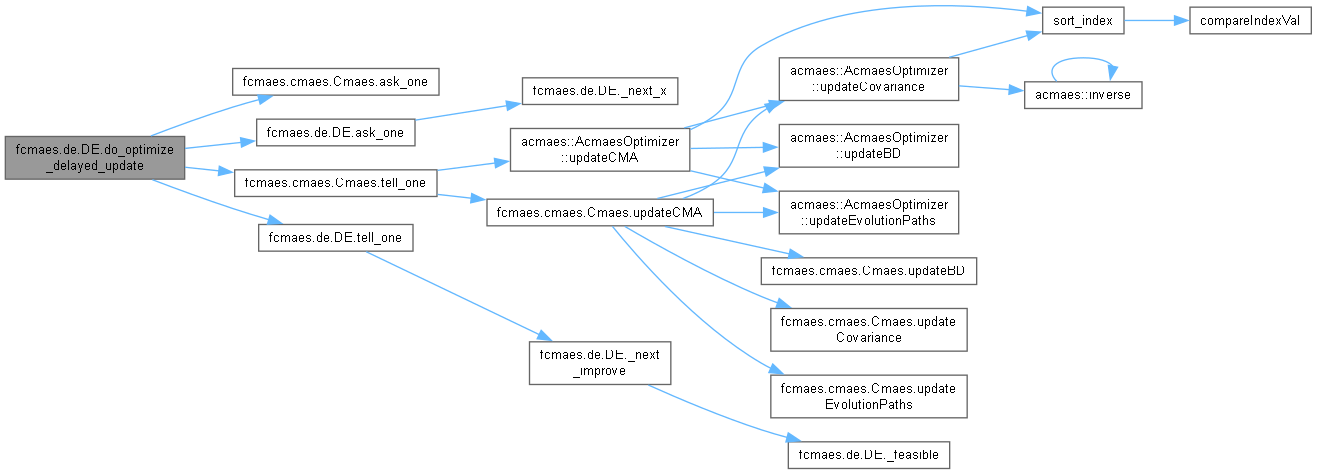 fcmaes.de.DE.do_optimize
_delayed_update
fcmaes.cmaes.Cmaes.ask_one
fcmaes.de.DE.ask_one
fcmaes.cmaes.Cmaes.tell_one
fcmaes.de.DE.tell_one
fcmaes.de.DE._next_x
acmaes::AcmaesOptimizer
::updateCMA
fcmaes.cmaes.Cmaes.updateCMA
fcmaes.de.DE._next
_improve
acmaes::AcmaesOptimizer
::updateCovariance
acmaes::AcmaesOptimizer
::updateBD
acmaes::AcmaesOptimizer
::updateEvolutionPaths
fcmaes.cmaes.Cmaes.updateBD
fcmaes.cmaes.Cmaes.update
Covariance
fcmaes.cmaes.Cmaes.update
EvolutionPaths
fcmaes.de.DE._feasible
sort_index
acmaes::inverse
compareIndexVal